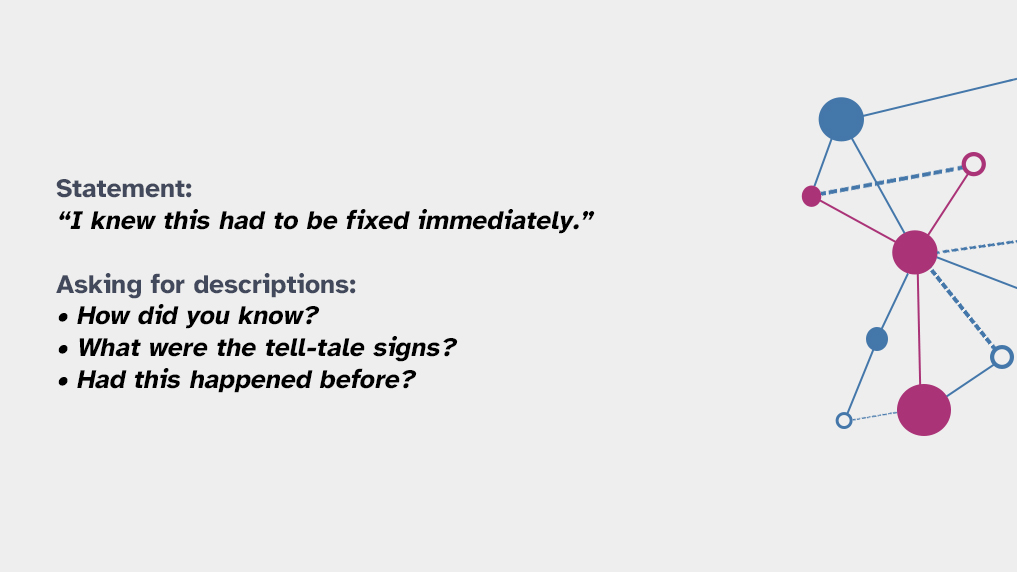 Statement:
“I knew this had to be fixed immediately.”
Asking for descriptions:
• How did you know?
• What were the tell-tale signs?
• Had this happened before?